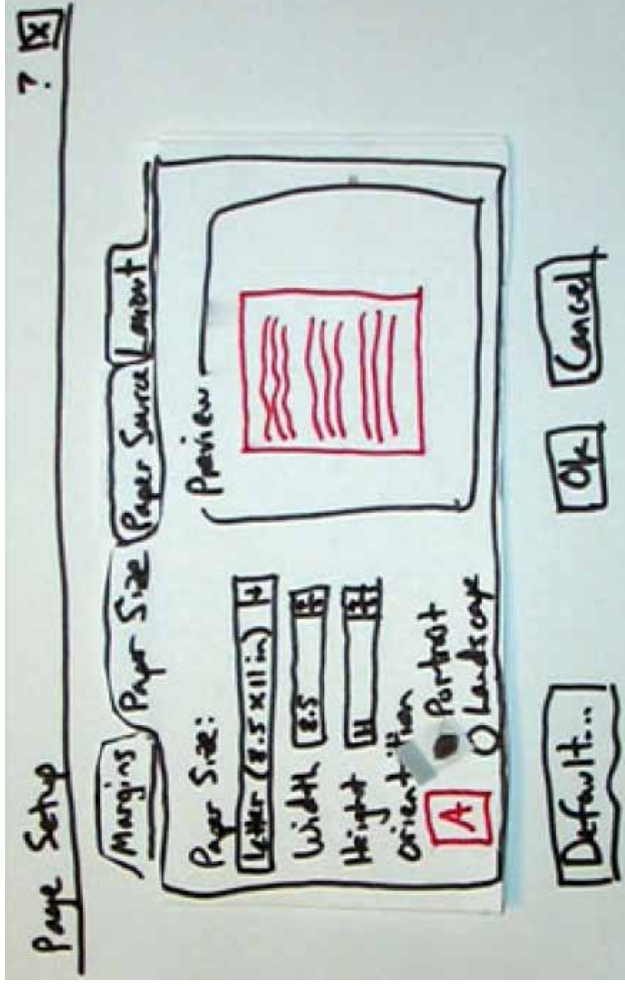 Page Setup ? X
Margins Paper Size Paper Source Layout
Paper Size:
Letter (8.5 x 11 in)
Width 8.5
Height 11
Orientation
A Portrait
Landscape
Preview
Default... Ok Cancel